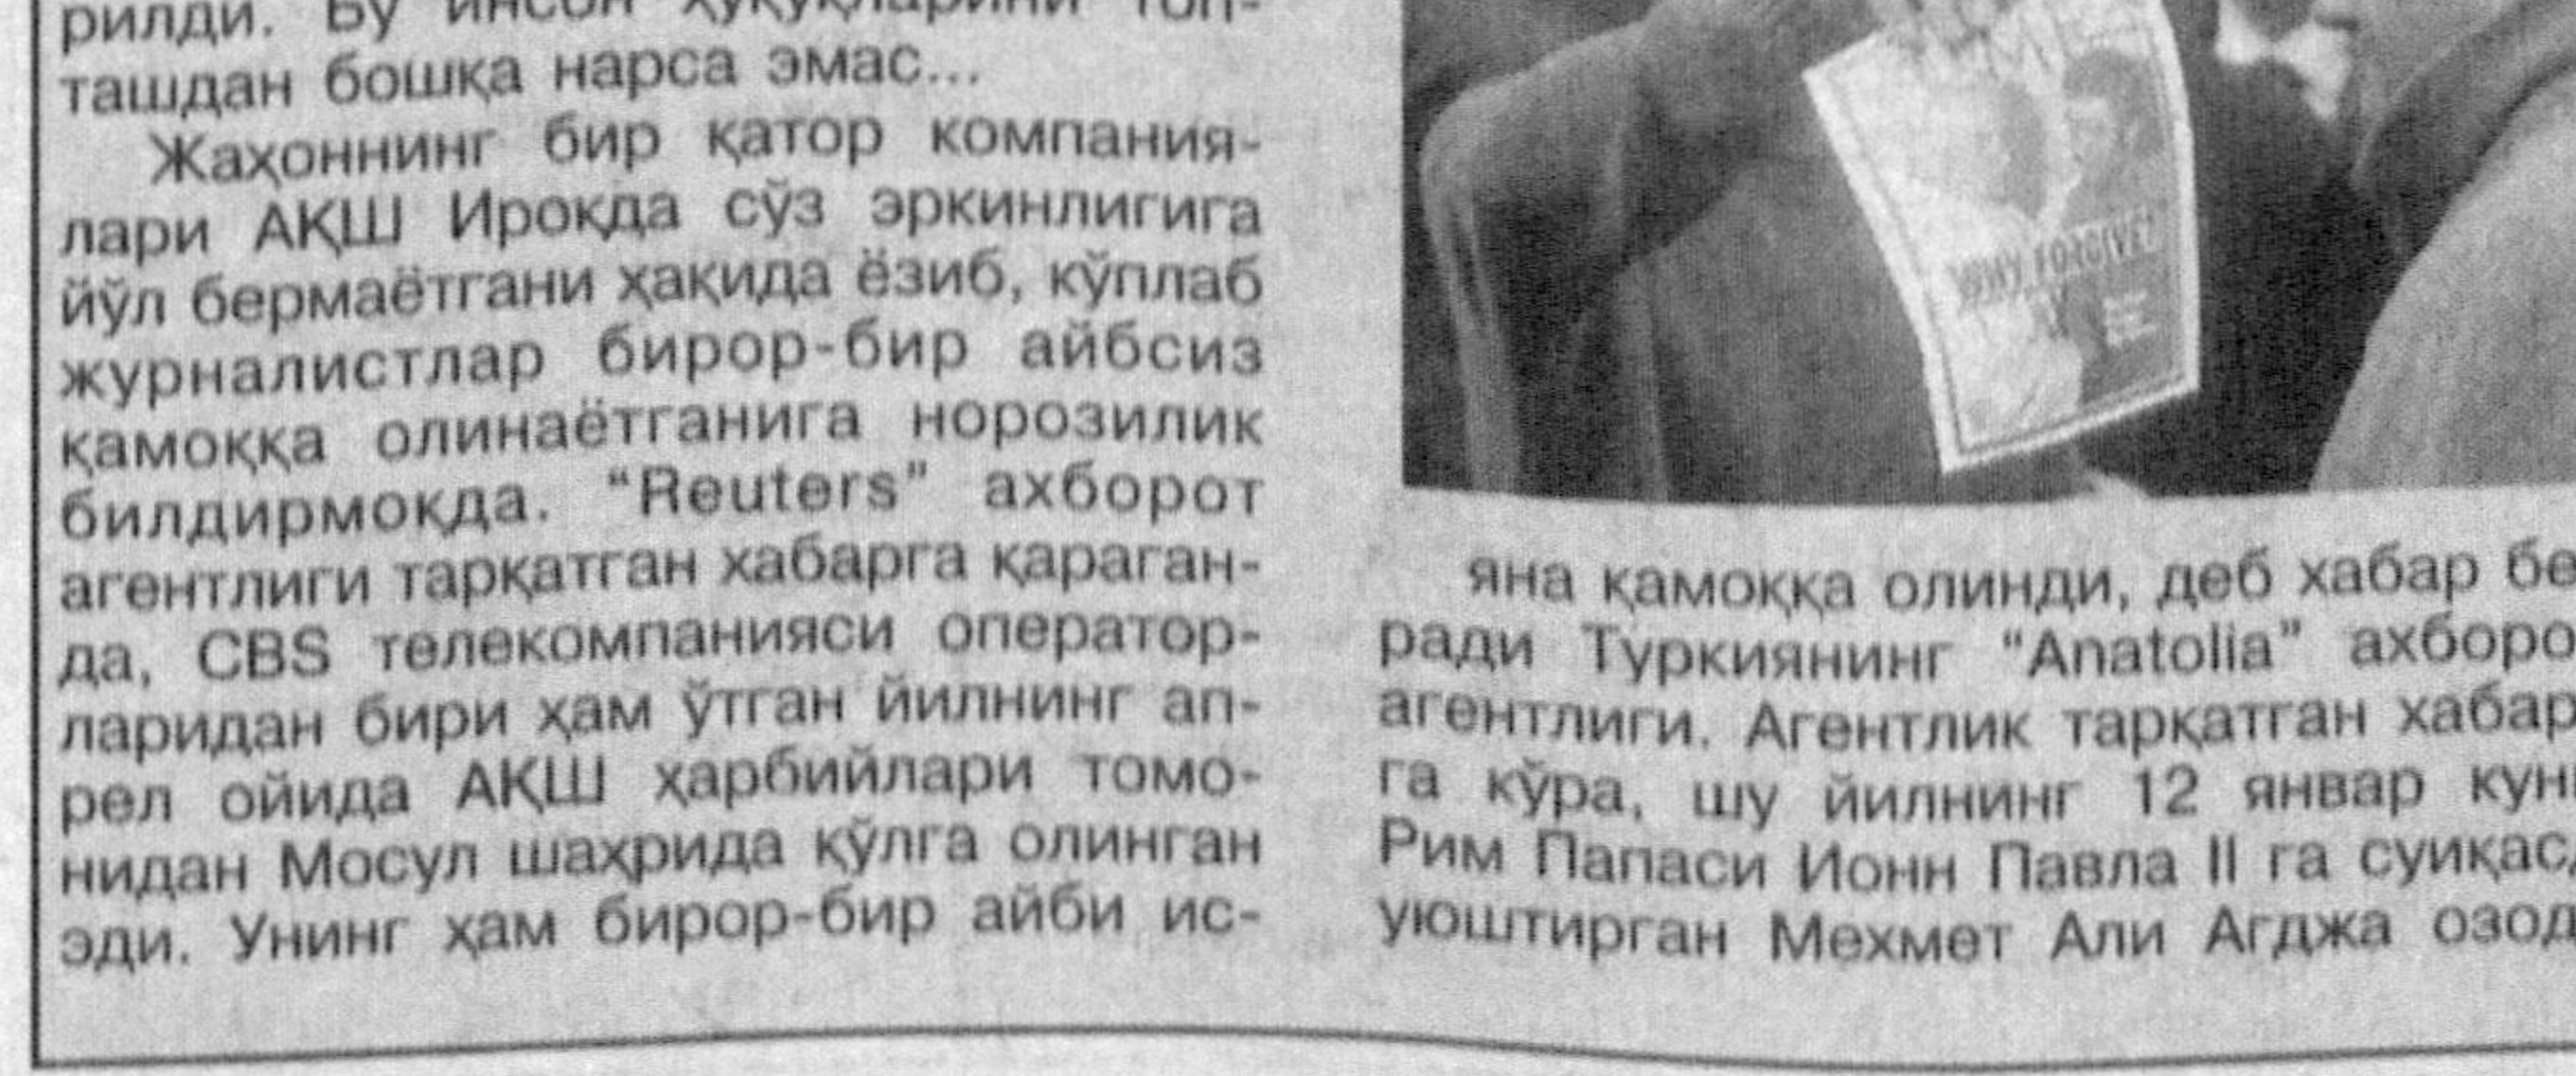 рилди. Бу инсон ҳуқуқларини топ-
ташдан бошқа нарса эмас...
Жаҳоннинг бир қатор компания-
лари АҚШ Ироқда сўз эркинлигига
йўл бермаётгани ҳақида ёзиб, кўплаб
журналистлар бирор-бир айбсиз
қамоққа олинаётганига норозилик
билдирмоқда. “Reuters” ахборот
агентлиги тарқатган хабарга қараган-
да, CBS телекомпанияси оператор-
ларидан бири ҳам ўтган йилнинг ап-
рел ойида АҚШ ҳарбийлари томо-
нидан Мосул шаҳрида қўлга олинган
эди. Унинг ҳам бирор-бир айби ис-
WHY FORGIVE?
яна қамоққа олинди, деб хабар бе
ради Туркиянинг “Anatolia” ахборо
агентлиги. Агентлик тарқатган хабар
га кўра, шу йилнинг 12 январ кун
Рим Папаси Ионн Павла II га суиқас
уюштирган Мехмет Али Агджа озод